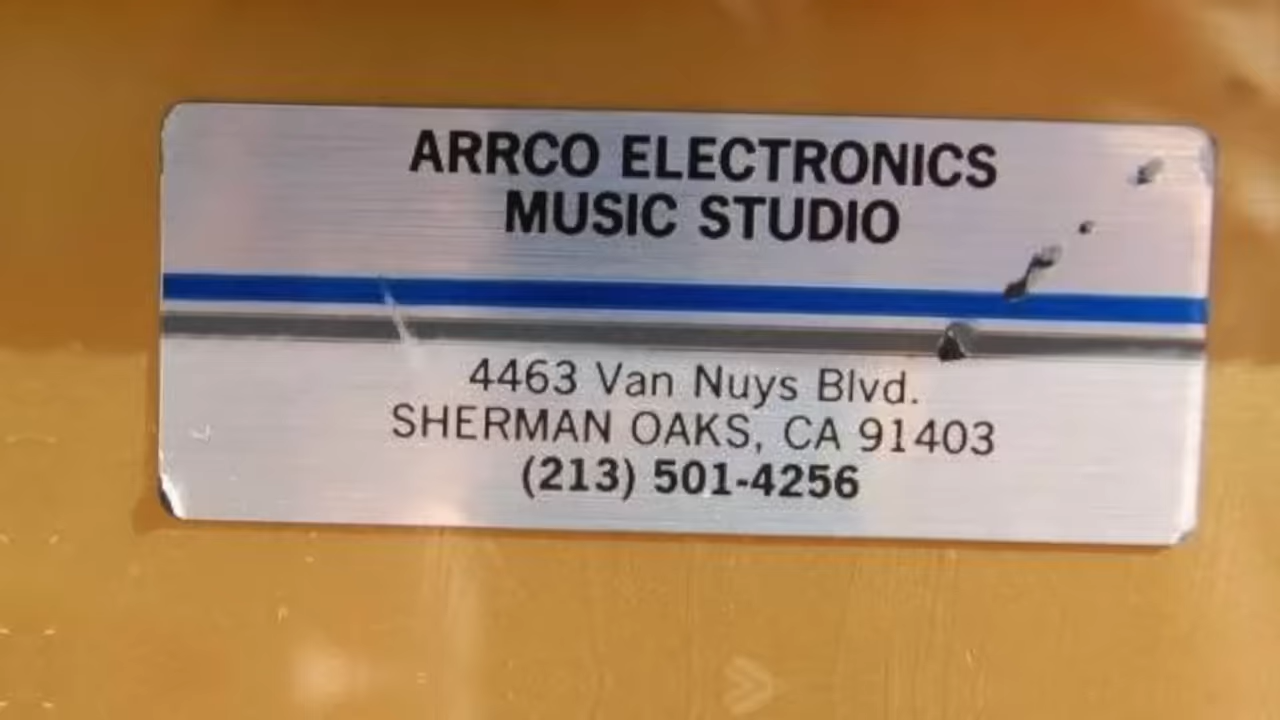 ARRCO ELECTRONICS
MUSIC STUDIO
4463 Van Nuys Blvd.
SHERMAN OAKS, CA 91403
(213) 501-4256